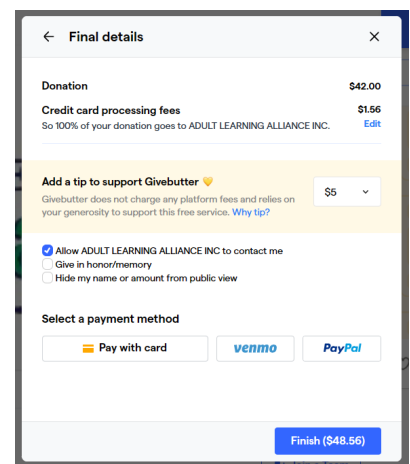 Final details
Donation $42.00
Credit card processing fees $1.56
So 100% of your donation goes to ADULT LEARNING ALLIANCE INC. Edit
Add a tip to support Givebutter
Givebutter does not charge any platform fees and relies on
your generosity to support this free service. Why tip?
$5
Allow ADULT LEARNING ALLIANCE INC to contact me
Give in honor/memory
Hide my name or amount from public view
Select a payment method
Pay with card venmo PayPal
Finish ($48.56)